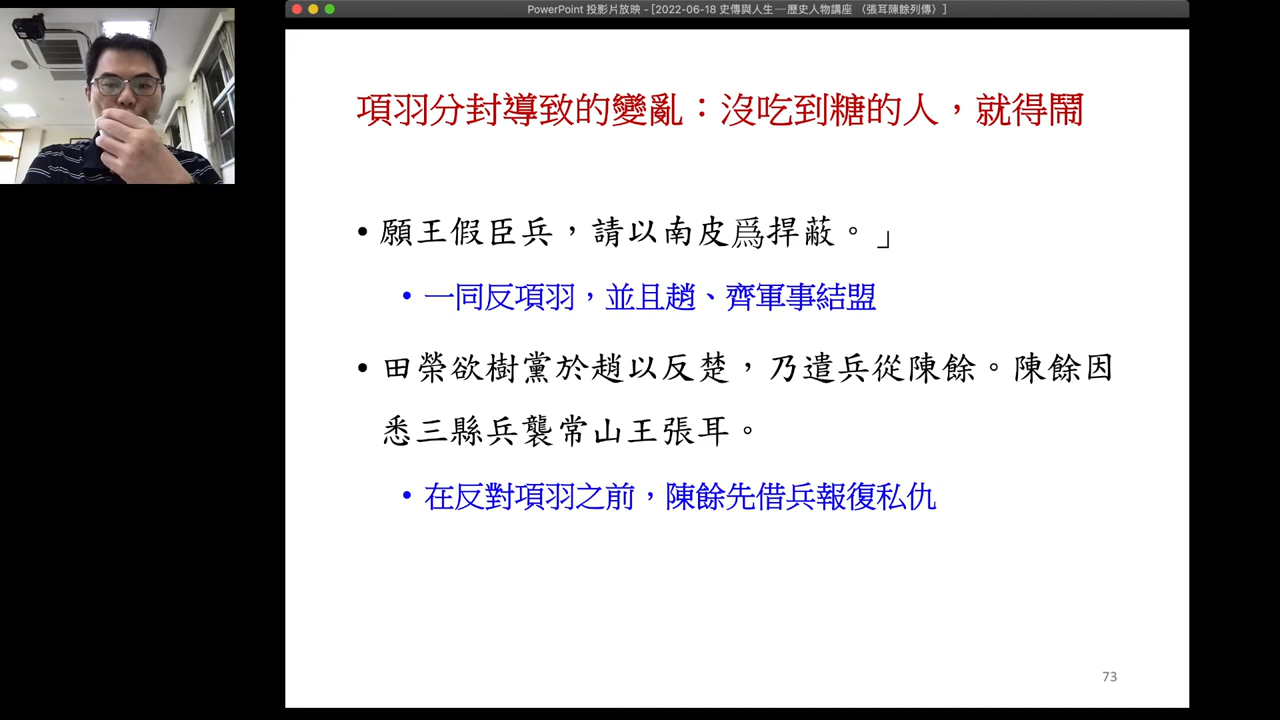 PowerPoint 投影片放映 - [2022-06-18 史傳與人生—歷史人物講座 〈張耳陳餘列傳〉]
項羽分封導致的變亂：沒吃到糖的人，就得鬧
• 願王假臣兵，請以南皮爲捍蔽。」
• 一同反項羽，並且趙、齊軍事結盟
• 田榮欲樹黨於趙以反楚，乃遣兵從陳餘。陳餘因
悉三縣兵襲常山王張耳。
• 在反對項羽之前，陳餘先借兵報復私仇
73